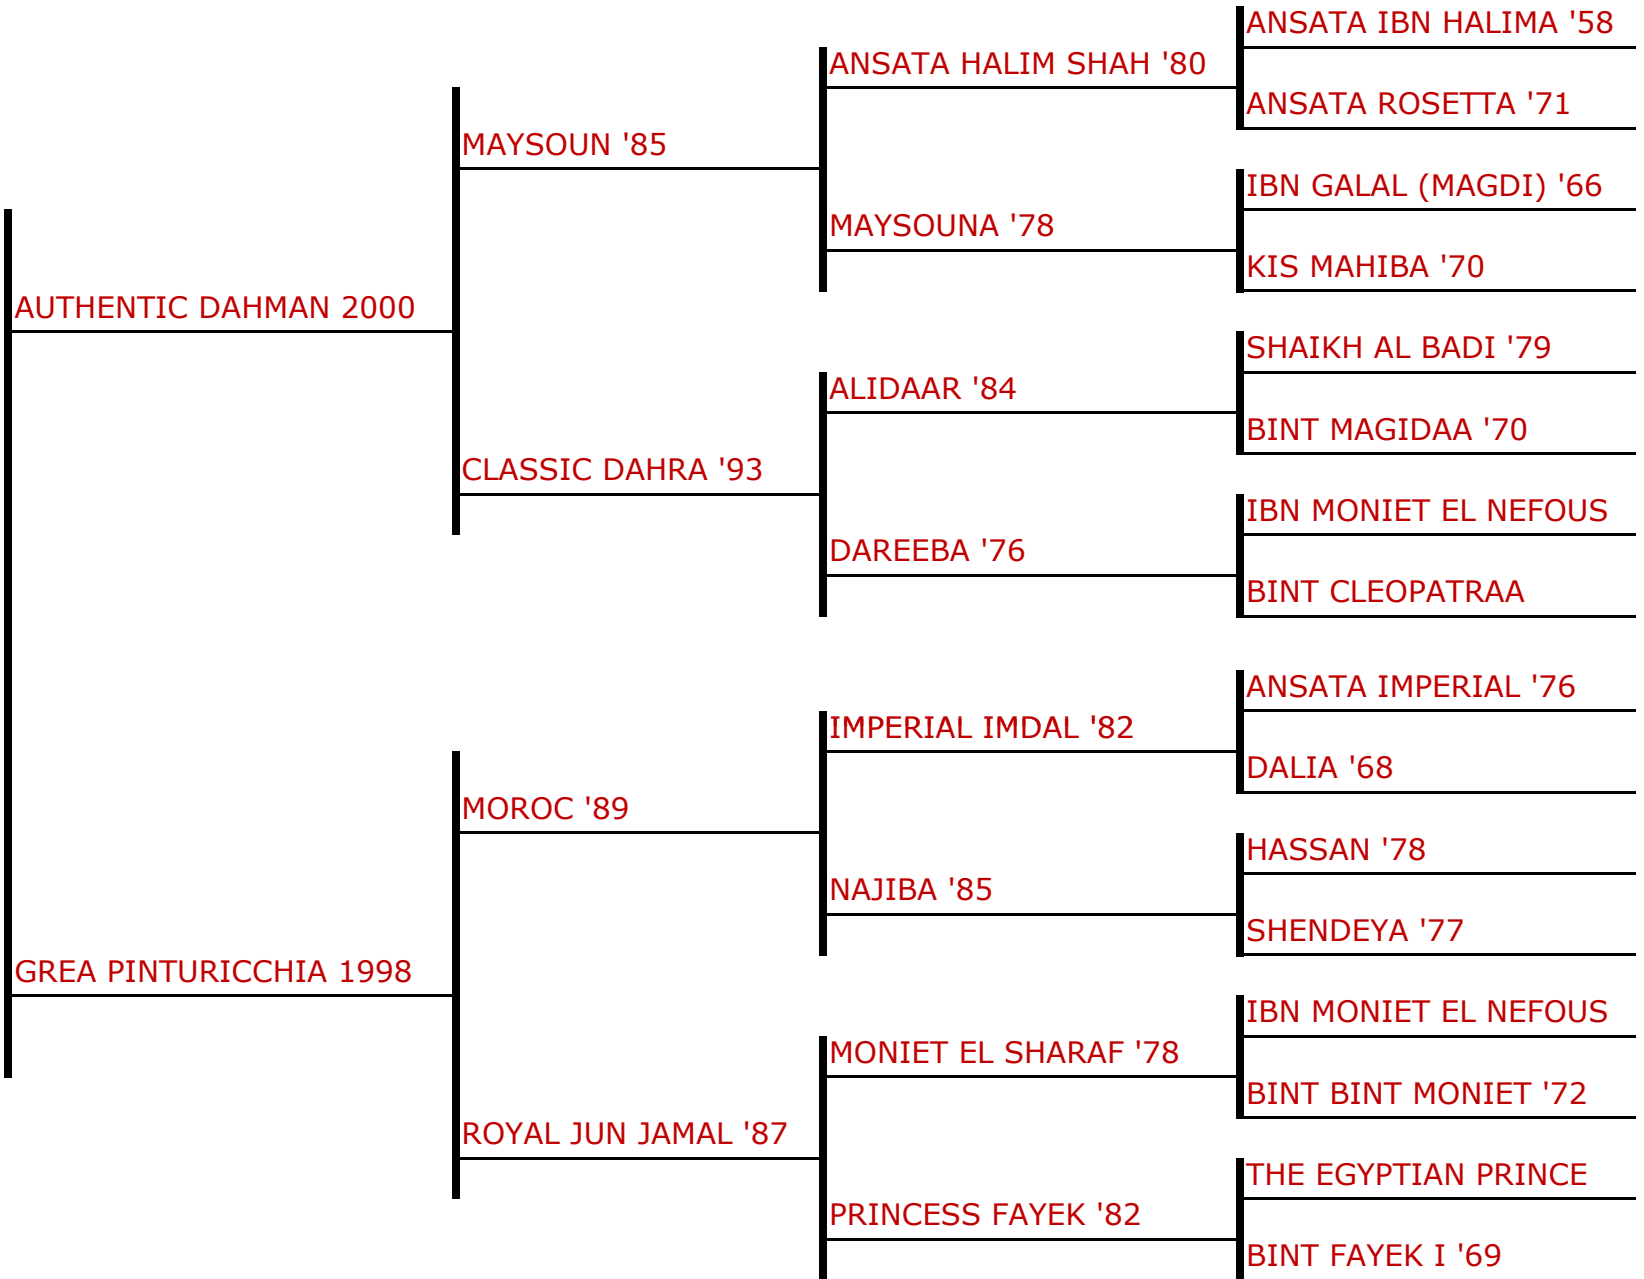 ANSATA IBN HALIMA '58
ANSATA HALIM SHAH '80
ANSATA ROSETTA '71
MAYSOUN '85
IBN GALAL (MAGDI) '66
MAYSOUNA '78
KIS MAHIBA '70
AUTHENTIC DAHMAN 2000
SHAIKH AL BADI '79
ALIDAAR '84
BINT MAGIDAA '70
CLASSIC DAHRA '93
IBN MONIET EL NEFOUS
DAREEBA '76
BINT CLEOPATRAA
ANSATA IMPERIAL '76
IMPERIAL IMDAL '82
DALIA '68
MOROC '89
HASSAN '78
NAJIBA '85
SHENDEYA '77
GREA PINTURICCHIA 1998
IBN MONIET EL NEFOUS
MONIET EL SHARAF '78
BINT BINT MONIET '72
ROYAL JUN JAMAL '87
THE EGYPTIAN PRINCE
PRINCESS FAYEK '82
BINT FAYEK I '69